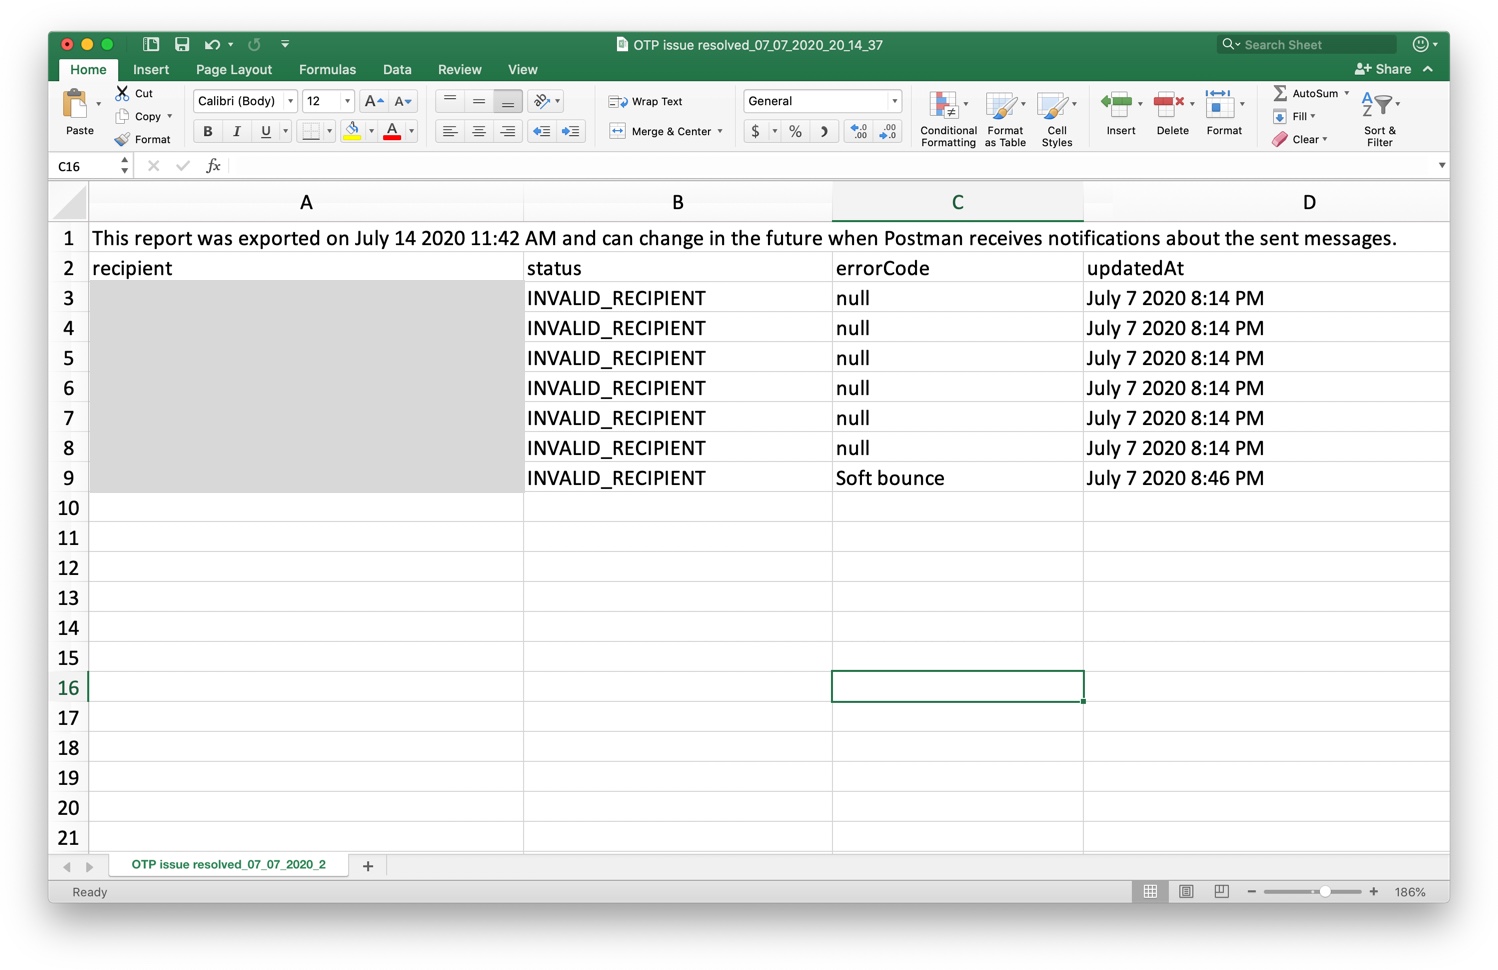 OTP issue resolved_07_07_2020_20_14_37
Search Sheet
Home Insert Page Layout Formulas Data Review View
Share
Paste
Cut
Copy
Format
Calibri (Body) 12
A A
B I U A
ab
Wrap Text
Merge & Center
General
$ % )
.0 .00
.00 .0
Conditional Formatting
Format as Table
Cell Styles
Insert
Delete
Format
AutoSum
Fill
Clear
A
Z
Sort & Filter
C16
fx
A B C D
1 This report was exported on July 14 2020 11:42 AM and can change in the future when Postman receives notifications about the sent messages.
2 recipient status errorCode updatedAt
3 INVALID_RECIPIENT null July 7 2020 8:14 PM
4 INVALID_RECIPIENT null July 7 2020 8:14 PM
5 INVALID_RECIPIENT null July 7 2020 8:14 PM
6 INVALID_RECIPIENT null July 7 2020 8:14 PM
7 INVALID_RECIPIENT null July 7 2020 8:14 PM
8 INVALID_RECIPIENT null July 7 2020 8:14 PM
9 INVALID_RECIPIENT Soft bounce July 7 2020 8:46 PM
10
11
12
13
14
15
16
17
18
19
20
21
OTP issue resolved_07_07_2020_2 +
Ready
186%